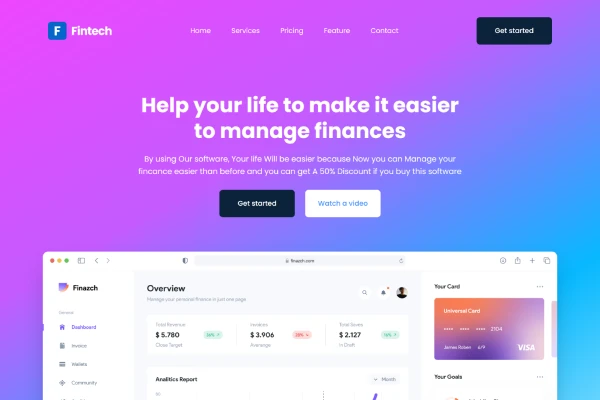 F Fintech
Home Services Pricing Feature Contact
Get started
Help your life to make it easier
to manage finances
By using Our software, Your life Will be easier because Now you can Manage your
fincance easier than before and you can get A 50% Discount if you buy this software
Get started
Watch a video
finazch.com
Finazch
General
Dashboard
Invoice
Wallets
Community
Overview
Manage your personal finance in just one page.
Total Revenue
$ 5.780
Close Target
Invoices
$ 3.906
Avarange
Total Saves
$ 2.127
In Draft
Analitics Report
Month
Your Card
Universal Card
2104
James Robert 6/9
VISA
Your Goals